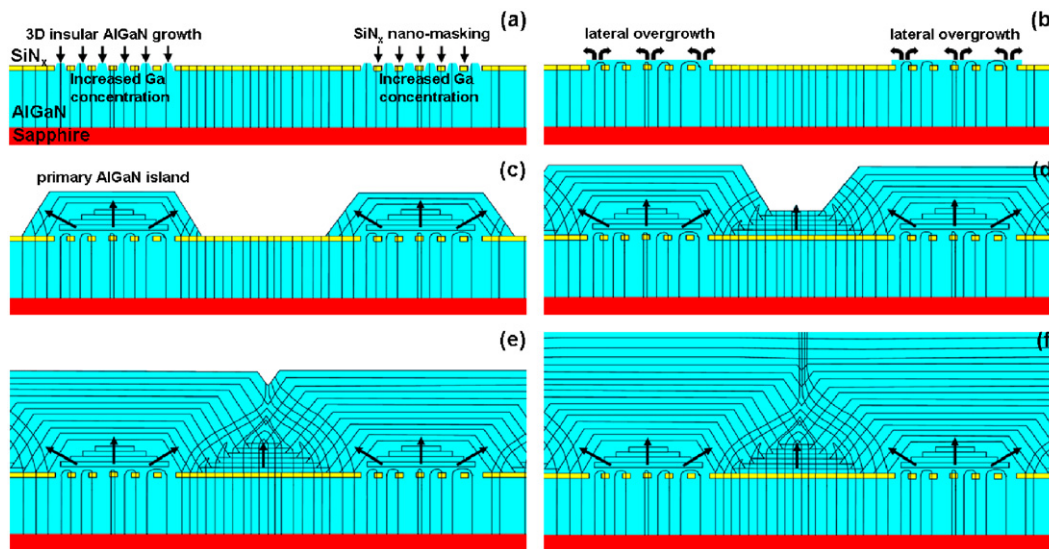 (a)
3D insular AlGaN growth
SiNx nano-masking
SiNx
Increased Ga
concentration
Increased Ga
concentration
AlGaN
Sapphire
(b)
lateral overgrowth
lateral overgrowth
(c)
primary AlGaN island
(d)
(e)
(f)